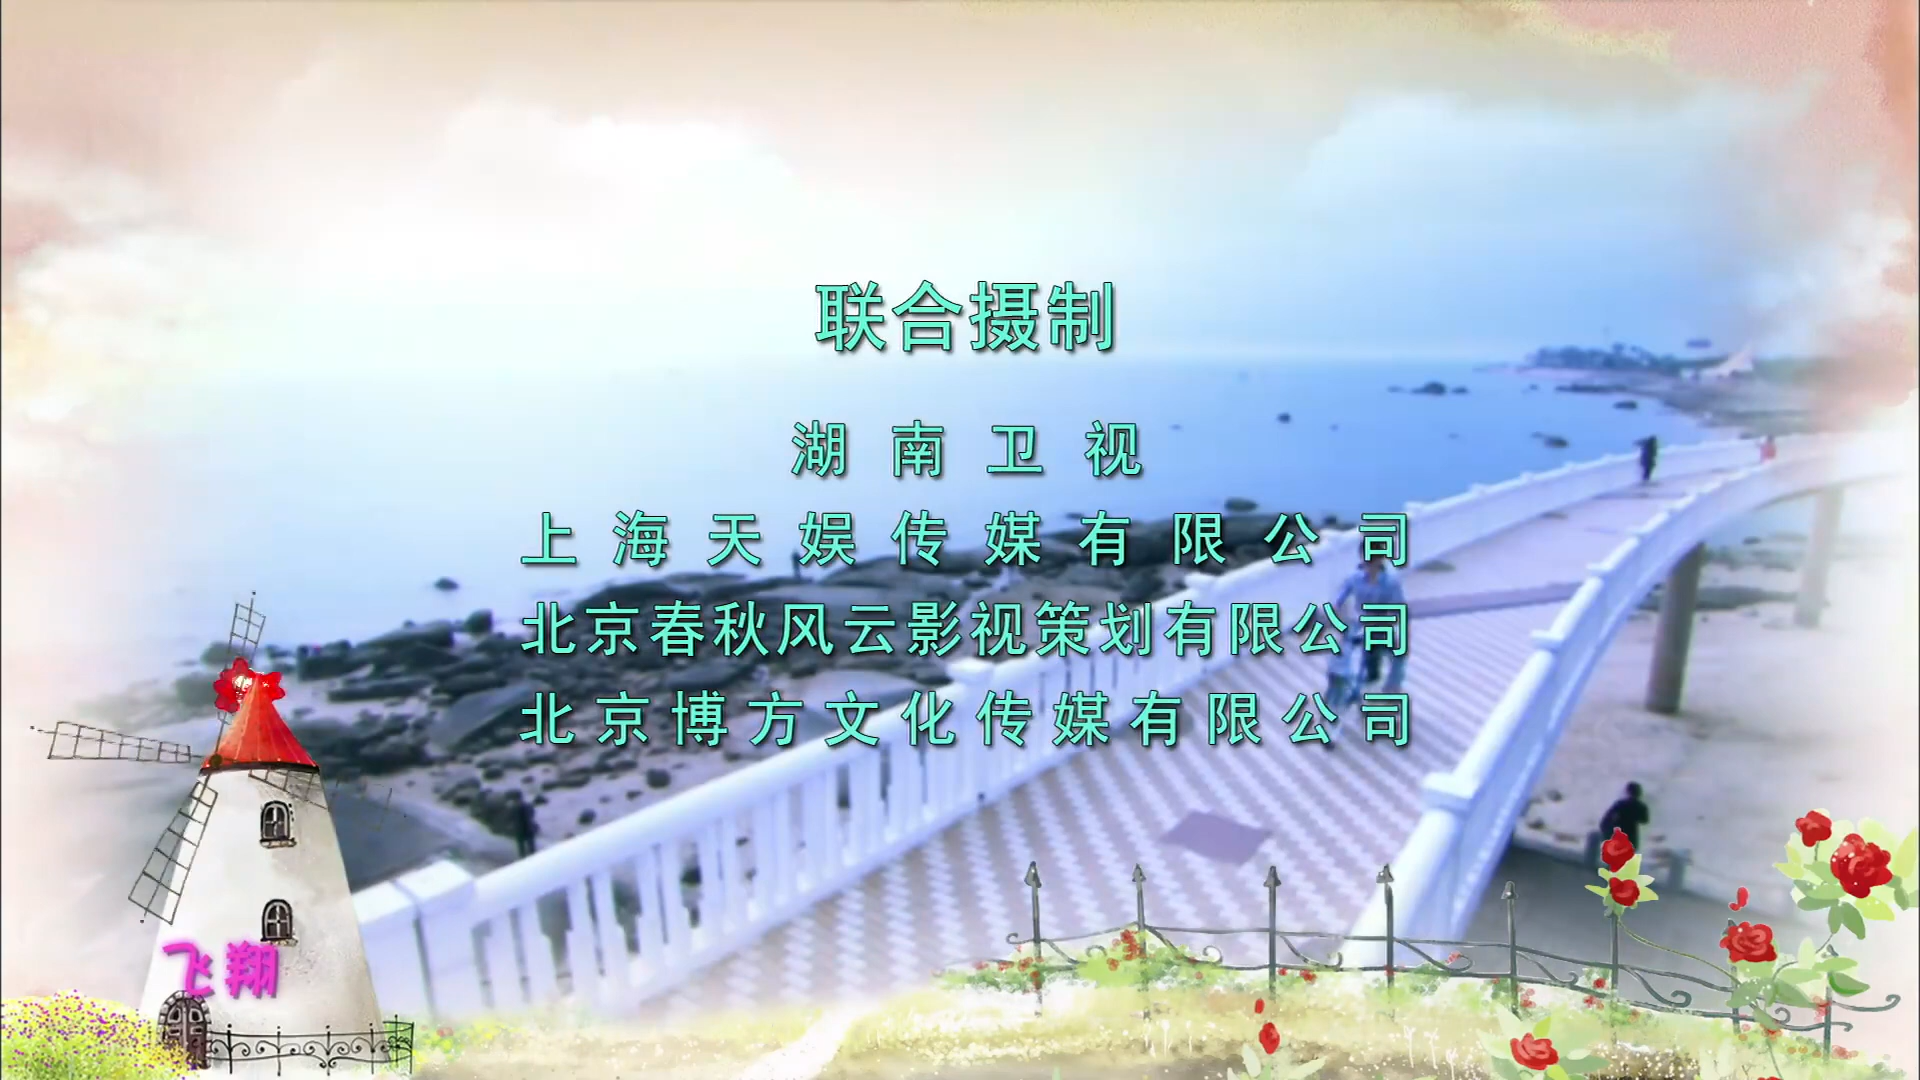 联合摄制
湖南卫视
上海天娱传媒有限公司
北京春秋风云影视策划有限公司
北京博方文化传媒有限公司
飞翔